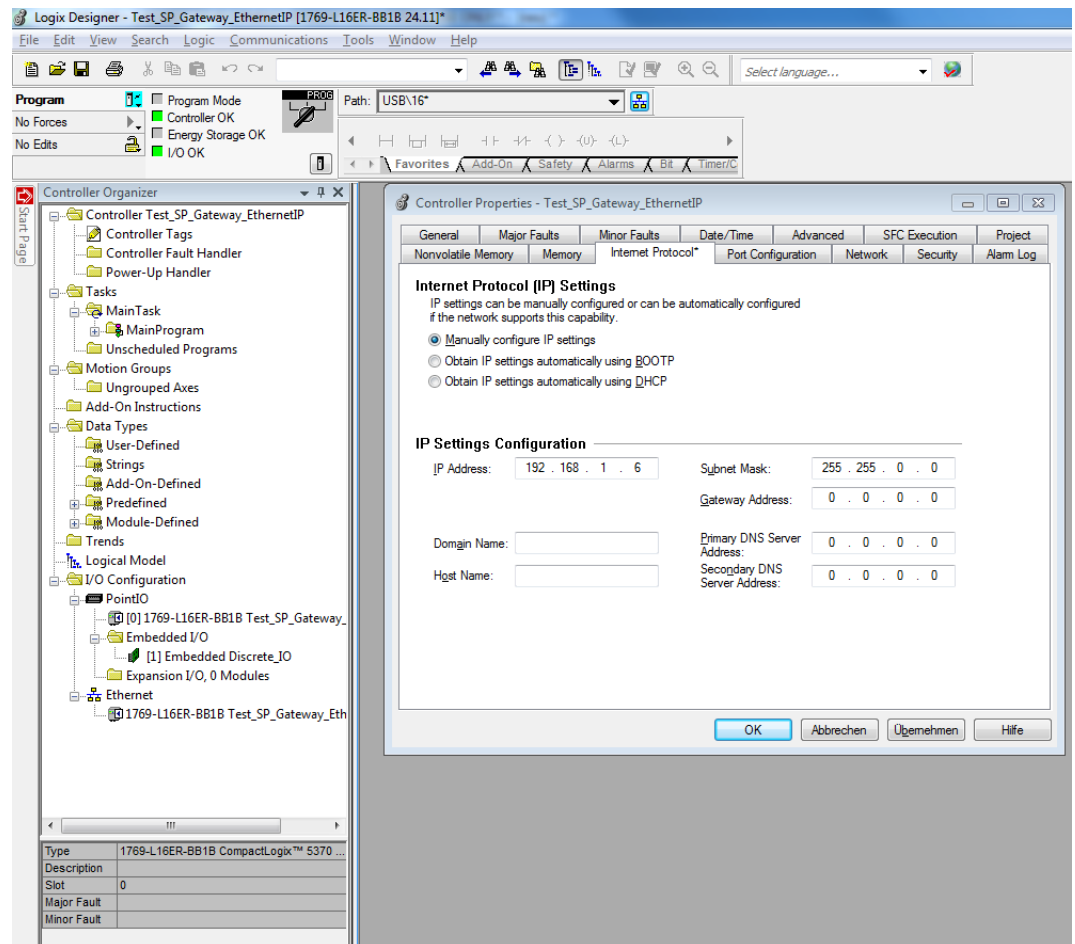 Logix Designer - Test_SP_Gateway_EthernetIP [1769-L16ER-BB1B 24.11]*
File Edit View Search Logic Communications Tools Window Help
Select language...
Program
Program Mode
PROG
Path: USB\16*
No Forces
Controller OK
No Edits
Energy Storage OK
I/O OK
Favorites Add-On Safety Alarms Bit Timer/C
Start Page
Controller Organizer
Controller Test_SP_Gateway_EthernetIP
Controller Tags
Controller Fault Handler
Power-Up Handler
Tasks
MainTask
MainProgram
Unscheduled Programs
Motion Groups
Ungrouped Axes
Add-On Instructions
Data Types
User-Defined
Strings
Add-On-Defined
Predefined
Module-Defined
Trends
Logical Model
I/O Configuration
PointIO
[0] 1769-L16ER-BB1B Test_SP_Gateway_
Embedded I/O
[1] Embedded Discrete_IO
Expansion I/O, 0 Modules
Ethernet
1769-L16ER-BB1B Test_SP_Gateway_Eth
Type 1769-L16ER-BB1B CompactLogix™ 5370 ...
Description
Slot 0
Major Fault
Minor Fault
Controller Properties - Test_SP_Gateway_EthernetIP
General Major Faults Minor Faults Date/Time Advanced SFC Execution Project
Nonvolatile Memory Memory Internet Protocol* Port Configuration Network Security Alarm Log
Internet Protocol (IP) Settings
IP settings can be manually configured or can be automatically configured
if the network supports this capability.
Manually configure IP settings
Obtain IP settings automatically using BOOTP
Obtain IP settings automatically using DHCP
IP Settings Configuration
IP Address: 192 . 168 . 1 . 6 Subnet Mask: 255 . 255 . 0 . 0
Gateway Address: 0 . 0 . 0 . 0
Domain Name: Primary DNS Server Address: 0 . 0 . 0 . 0
Host Name: Secondary DNS Server Address: 0 . 0 . 0 . 0
OK Abbrechen Übernehmen Hilfe